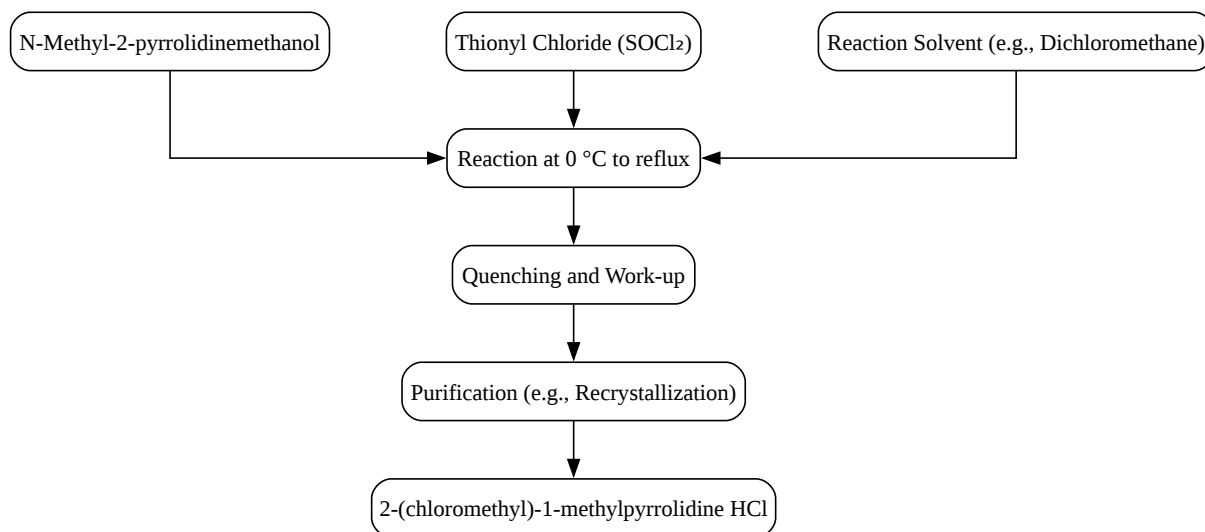 N-Methyl-2-pyrrolidinemethanol
Thionyl Chloride (SOCl₂)
Reaction Solvent (e.g., Dichloromethane)
Reaction at 0 °C to reflux
Quenching and Work-up
Purification (e.g., Recrystallization)
2-(chloromethyl)-1-methylpyrrolidine HCl